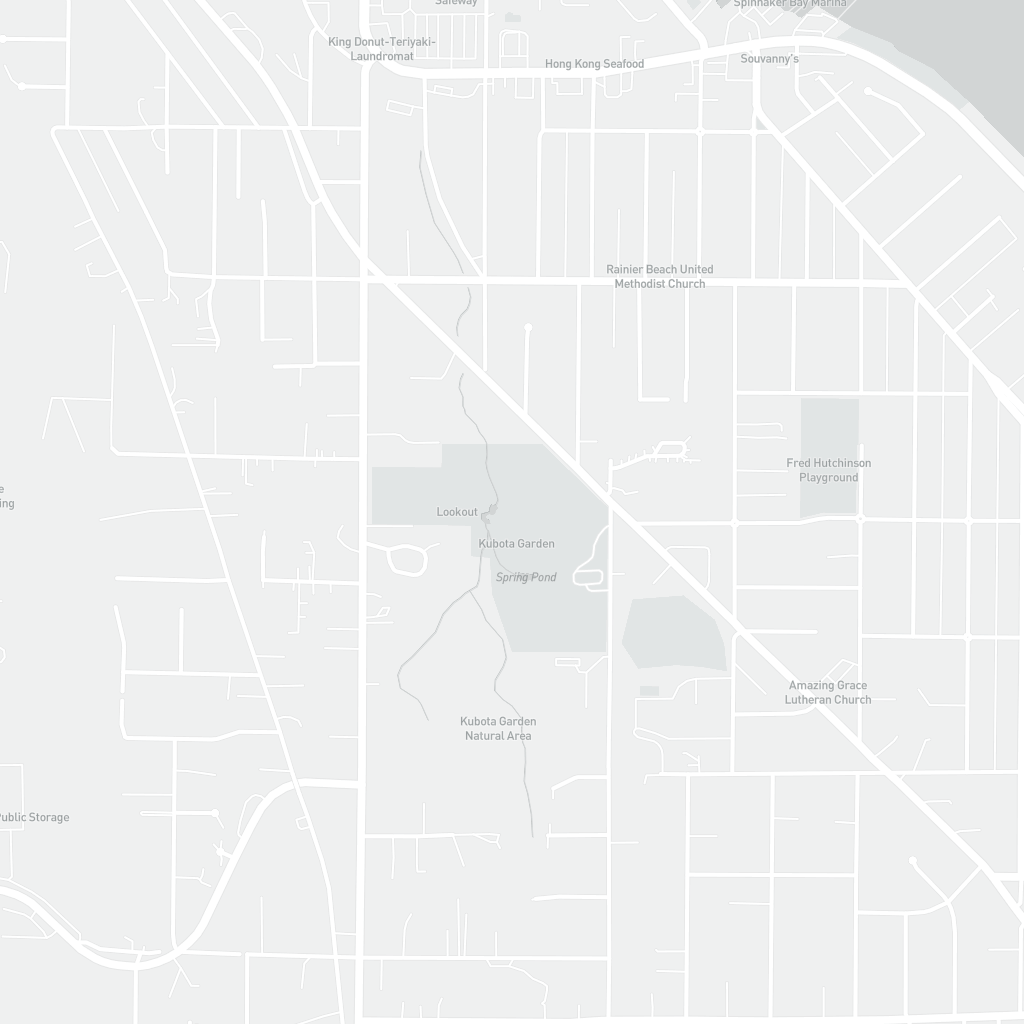 Safeway
Spinnaker Bay Marina
King Donut-Teriyaki-
Laundromat
Hong Kong Seafood
Souvanny's
Rainier Beach United
Methodist Church
Fred Hutchinson
Playground
Lookout
Kubota Garden
Spring Pond
Amazing Grace
Lutheran Church
Kubota Garden
Natural Area
Public Storage